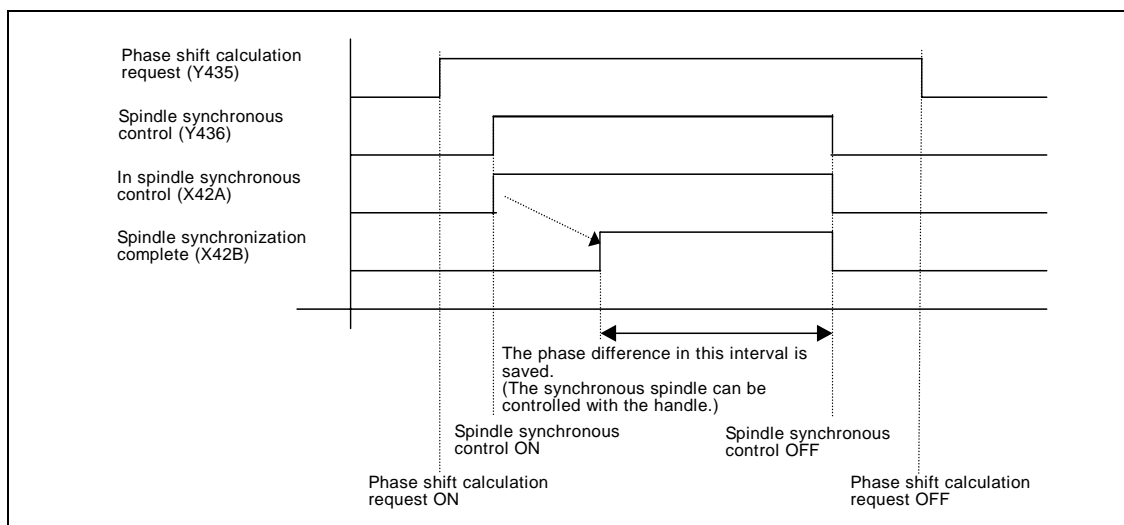 Phase shift calculation
request (Y435)
Spindle synchronous
control (Y436)
In spindle synchronous
control (X42A)
Spindle synchronization
complete (X42B)
The phase difference in this interval is
saved.
(The synchronous spindle can be
controlled with the handle.)
Spindle synchronous
control ON
Spindle synchronous
control OFF
Phase shift calculation
request ON
Phase shift calculation
request OFF